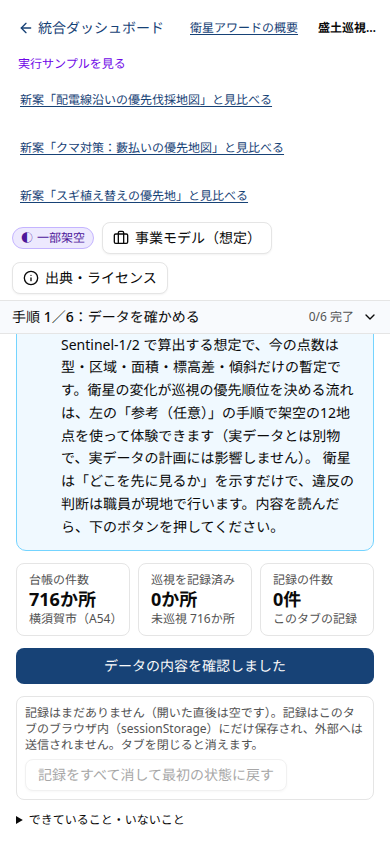 ← 統合ダッシュボード 衛星アワードの概要 盛土巡視…
実行サンプルを見る
新案「配電線沿いの優先伐採地図」と見比べる
新案「クマ対策：藪払いの優先地図」と見比べる
新案「スギ植え替えの優先地」と見比べる
一部架空 事業モデル（想定）
出典・ライセンス
手順 1／6：データを確かめる 0/6 完了
Sentinel-1/2 で算出する想定で、今の点数は
型・区域・面積・標高差・傾斜だけの暫定で
す。衛星の変化が巡視の優先順位を決める流れ
は、左の「参考（任意）」の手順で架空の12地
点を使って体験できます（実データとは別物
で、実データの計画には影響しません）。 衛星
は「どこを先に見るか」を示すだけで、違反の
判断は職員が現地で行います。内容を読んだ
ら、下のボタンを押してください。
台帳の件数 巡視を記録済み 記録の件数
716か所 0か所 0件
横須賀市（A54） 未巡視 716か所 このタブの記録
データの内容を確認しました
記録はまだありません（開いた直後は空です）。記録はこのタ
ブのブラウザ内（sessionStorage）にだけ保存され、外部へは
送信されません。タブを閉じると消えます。
記録をすべて消して最初の状態に戻す
▶ できていること・いないこと